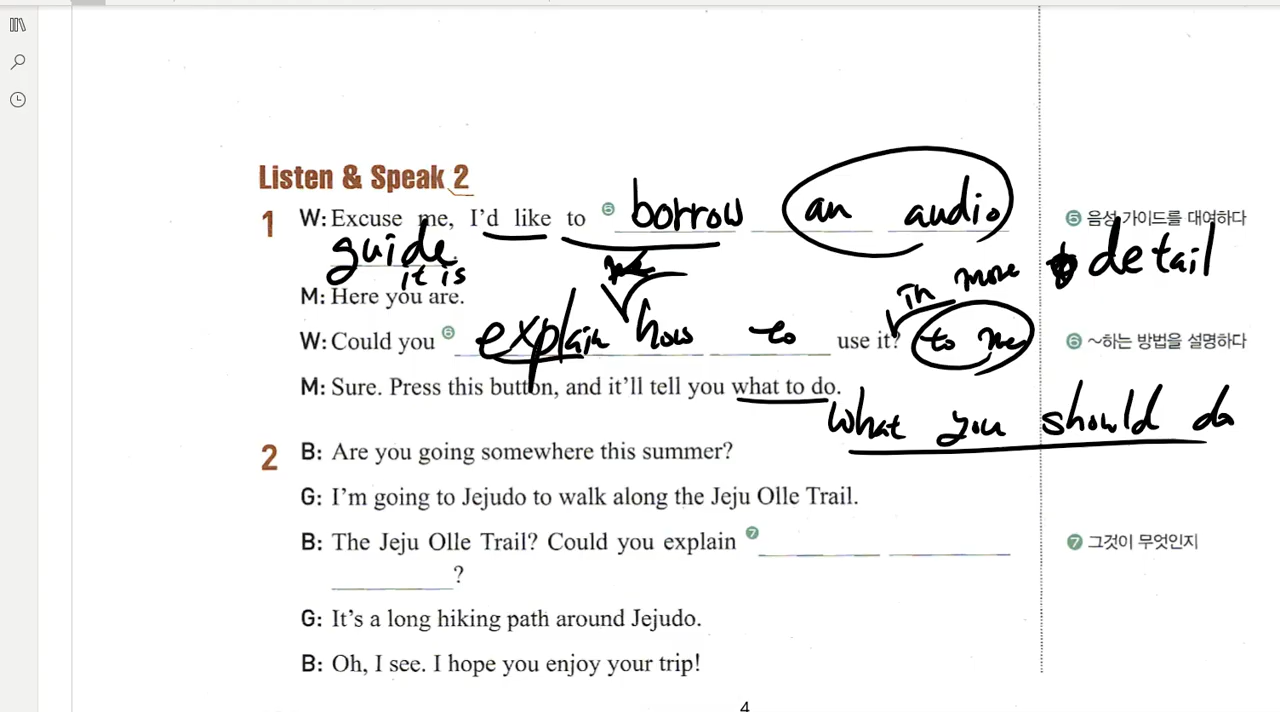 Listen & Speak 2
1 W: Excuse me, I'd like to ⑤ borrow an audio ⑤ 음성 가이드를 대여하다
guide
it is
in more detail
M: Here you are.
W: Could you ⑥ explain how to use it? to me ⑥ ~하는 방법을 설명하다
M: Sure. Press this button, and it'll tell you what to do.
what you should do
2 B: Are you going somewhere this summer?
G: I'm going to Jejudo to walk along the Jeju Olle Trail.
B: The Jeju Olle Trail? Could you explain ⑦ ⑦ 그것이 무엇인지
?
G: It's a long hiking path around Jejudo.
B: Oh, I see. I hope you enjoy your trip!
4